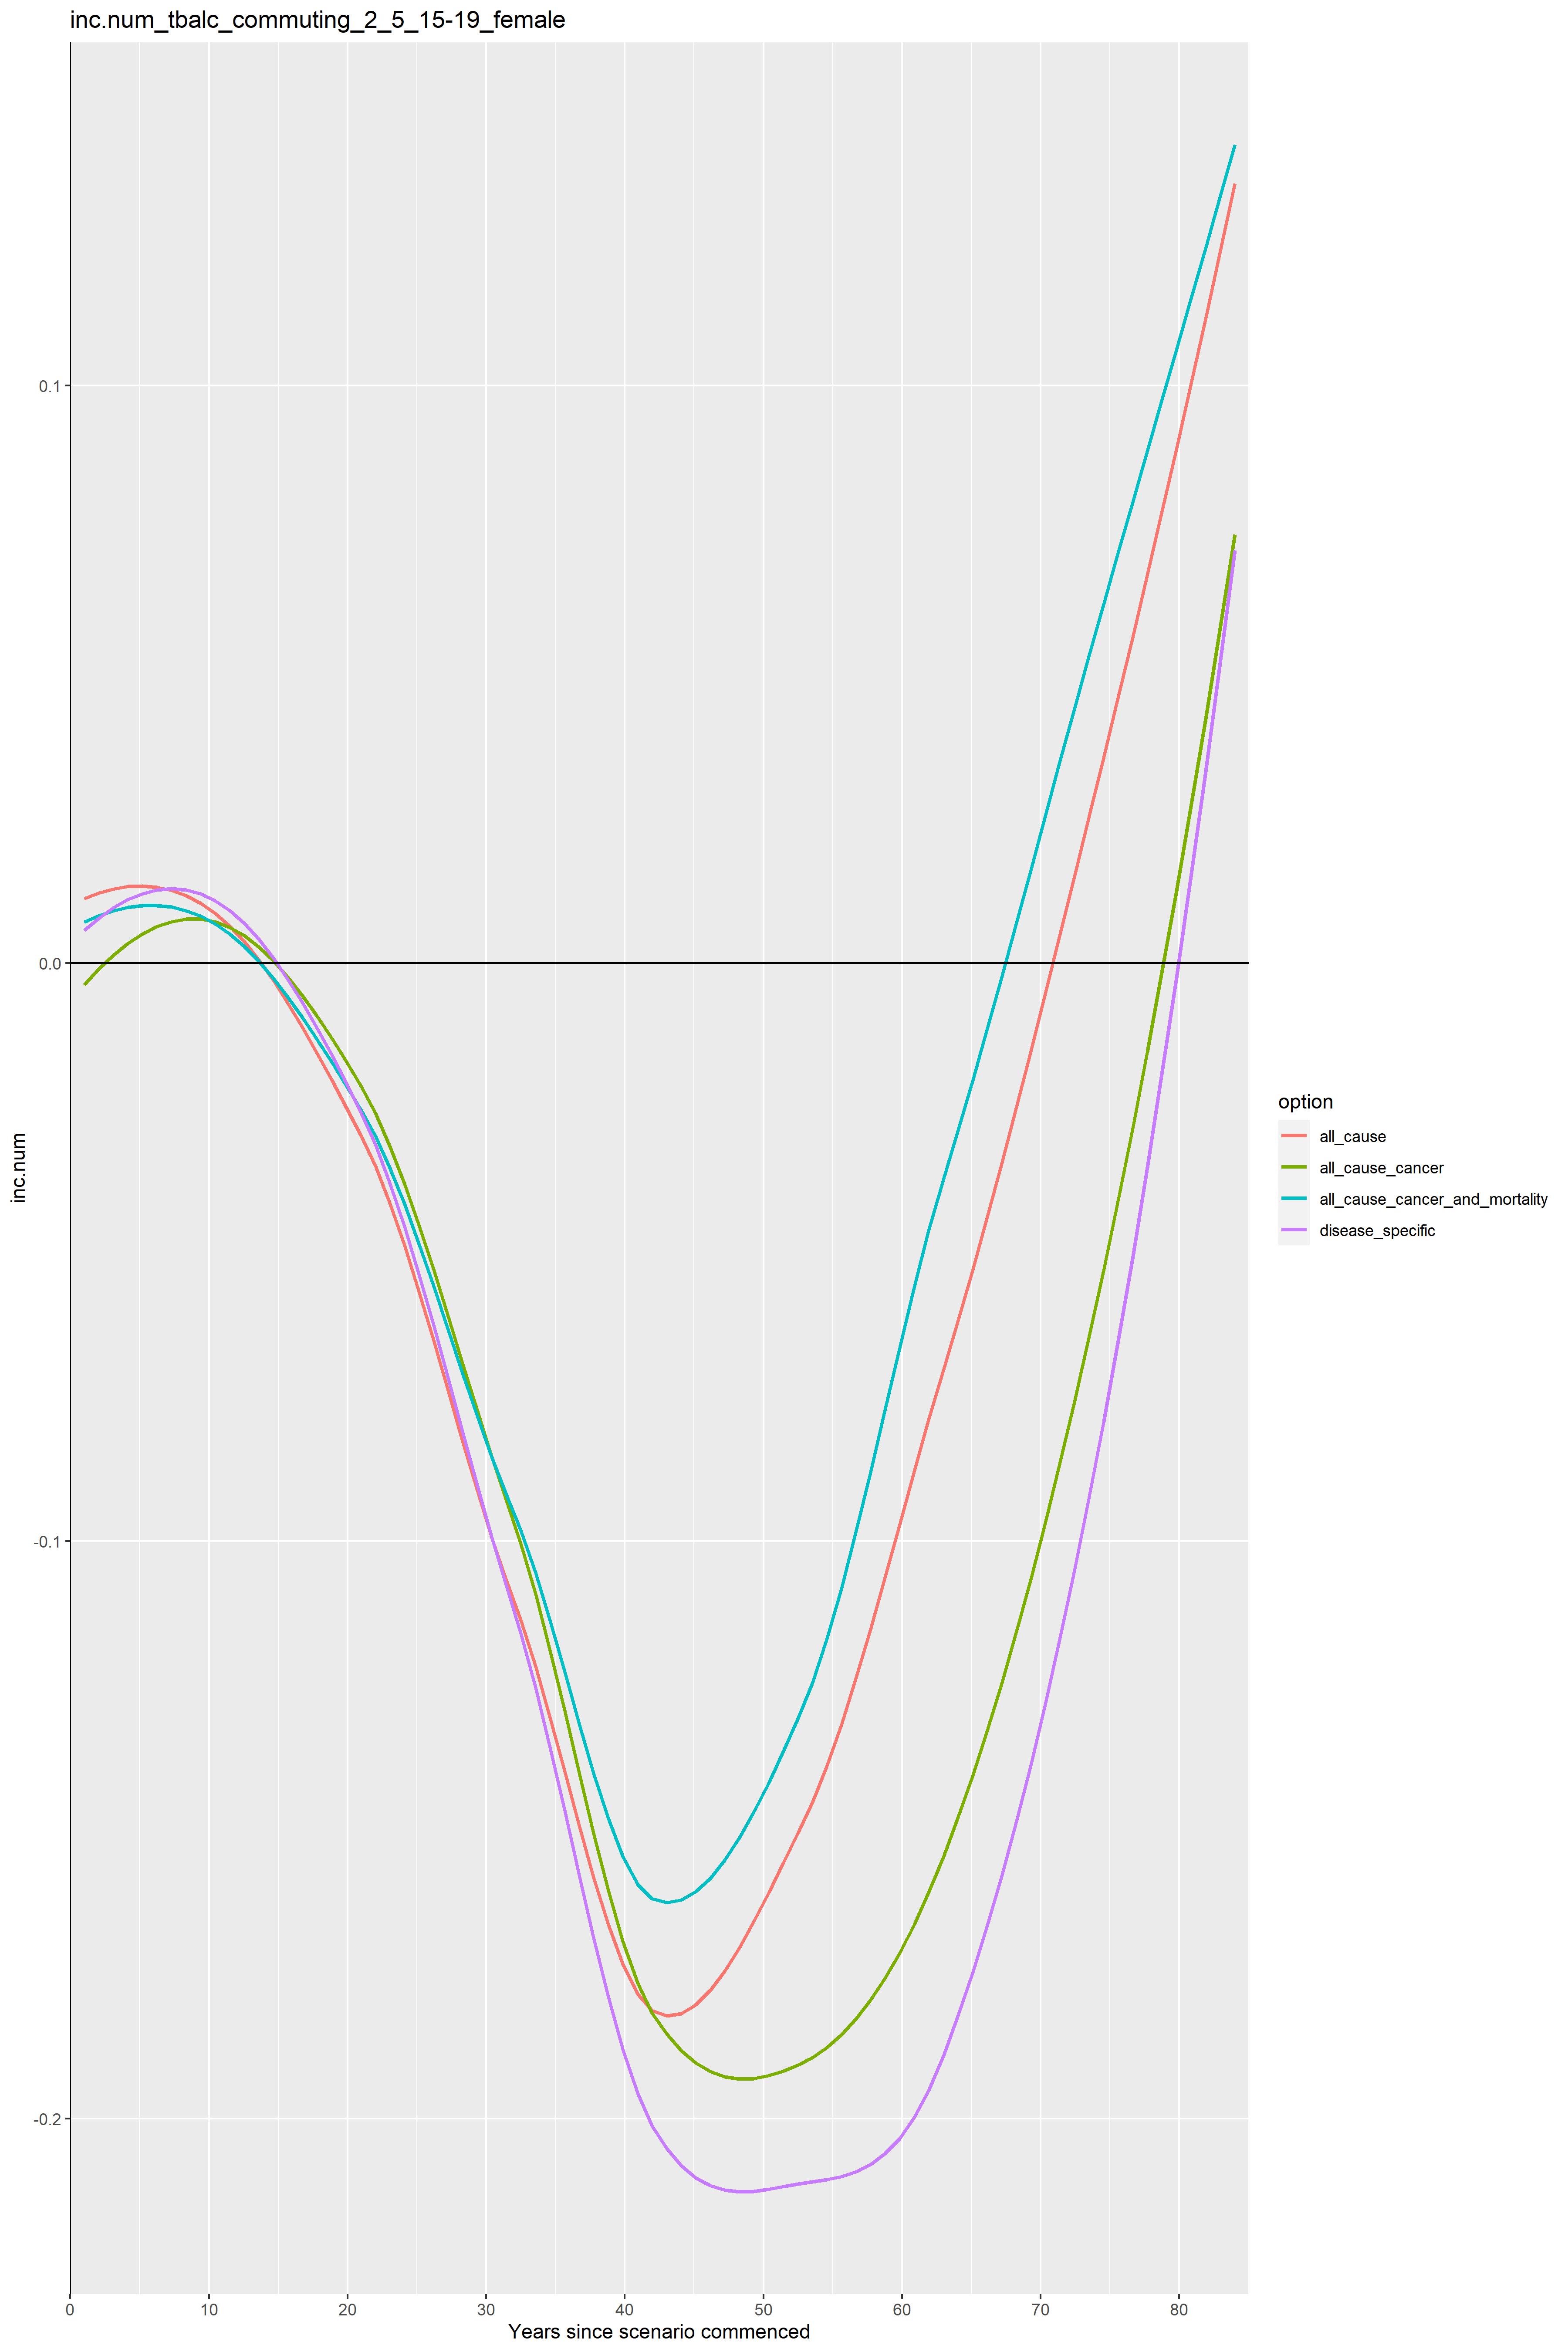 inc.num_tbalc_commuting_2_5_15-19_female
0.1
0.0
-0.1
-0.2
inc.num
0 10 20 30 40 50 60 70 80
Years since scenario commenced
option
all_cause
all_cause_cancer
all_cause_cancer_and_mortality
disease_specific